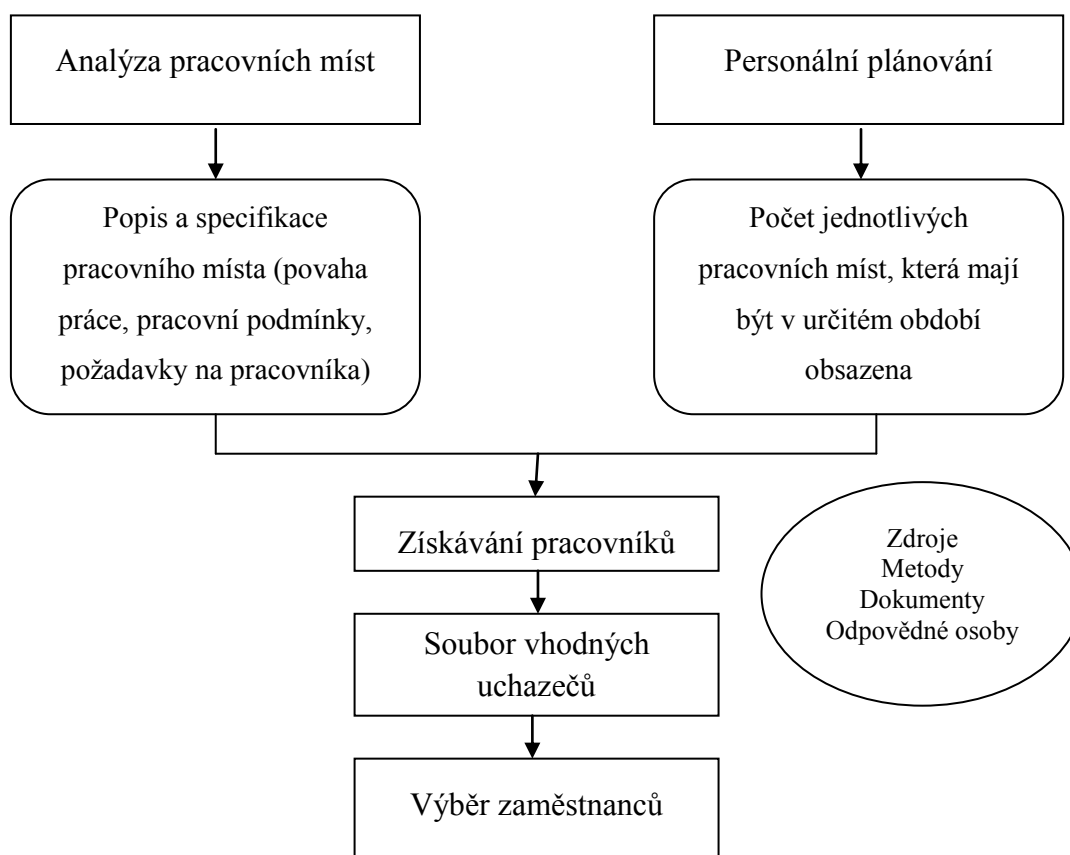 Analýza pracovních míst
Personální plánování
Popis a specifikace
pracovního místa (povaha
práce, pracovní podmínky,
požadavky na pracovníka)
Počet jednotlivých
pracovních míst, která mají
být v určitém období
obsazena
Získávání pracovníků
Zdroje
Metody
Dokumenty
Odpovědné osoby
Soubor vhodných
uchazečů
Výběr zaměstnanců